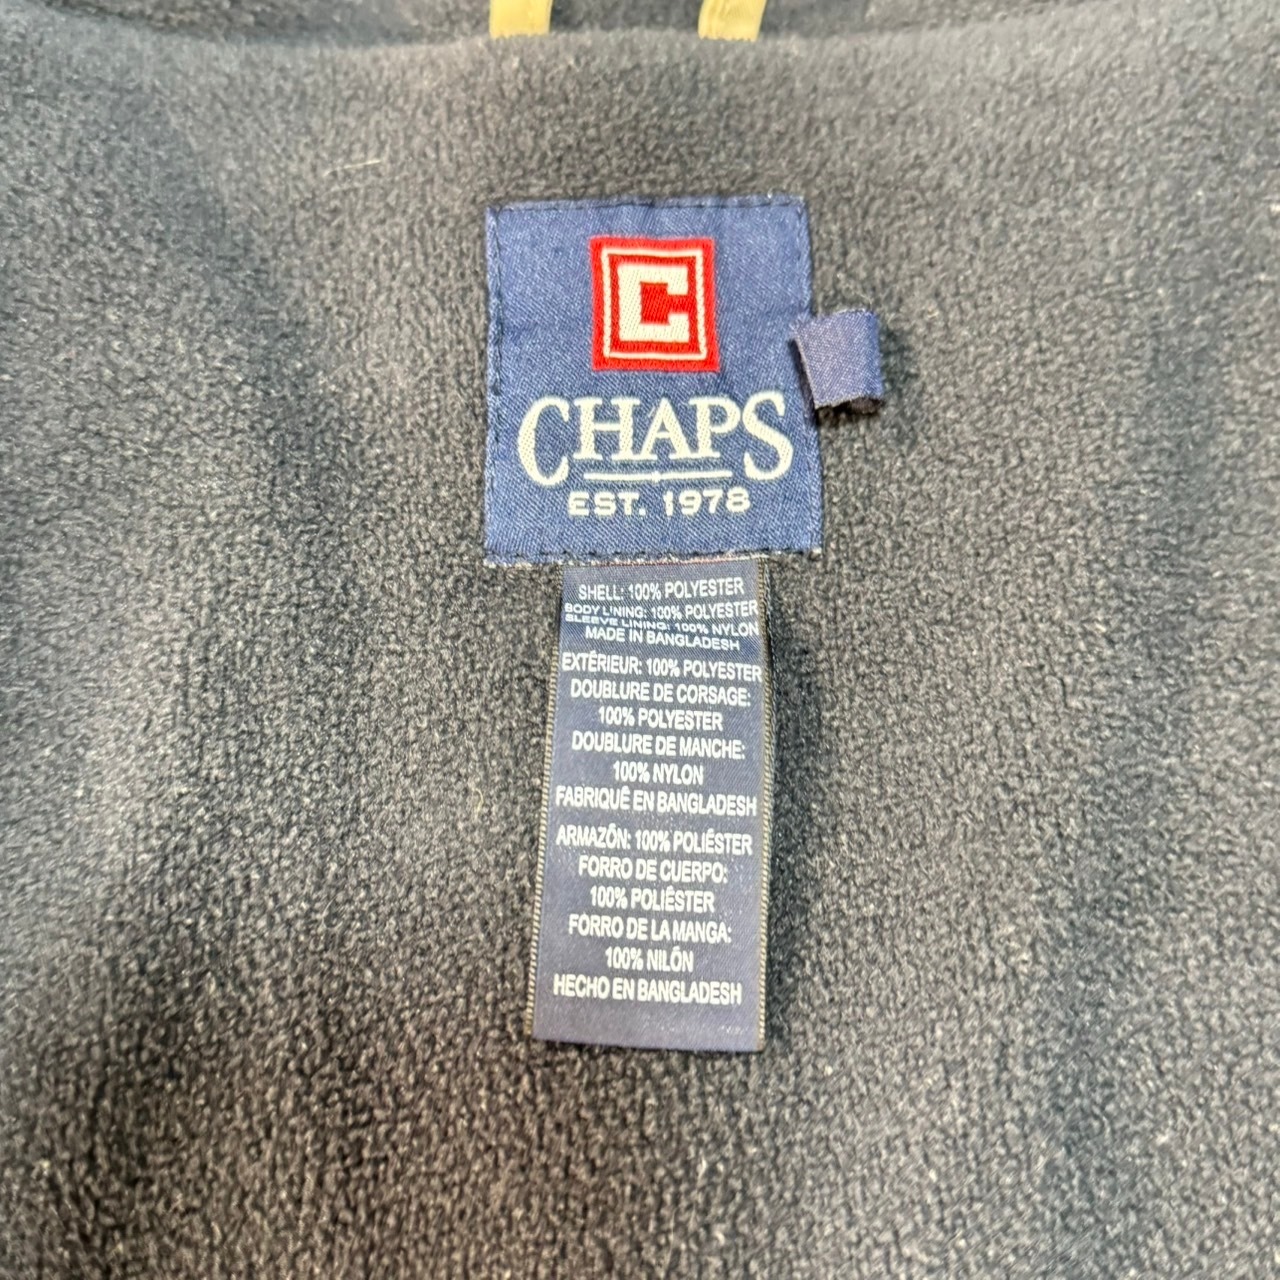 C
CHAPS
EST. 1978
SHELL: 100% POLYESTER
BODY LINING: 100% POLYESTER
SLEEVE LINING: 100% NYLON
MADE IN BANGLADESH
EXTÉRIEUR: 100% POLYESTER
DOUBLURE DE CORSAGE:
100% POLYESTER
DOUBLURE DE MANCHE:
100% NYLON
FABRIQUÉ EN BANGLADESH
ARMAZÓN: 100% POLIÉSTER
FORRO DE CUERPO:
100% POLIÉSTER
FORRO DE LA MANGA:
100% NILÓN
HECHO EN BANGLADESH